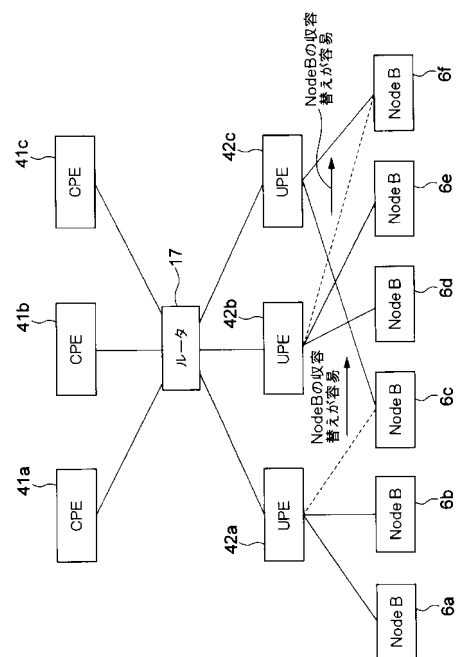 41a
CPE
41b
CPE
41c
CPE
17
ルータ
42a
UPE
42b
UPE
42c
UPE
NodeBの収容
替えが容易
NodeBの収容
替えが容易
Node B
6a
Node B
6b
Node B
6c
Node B
6d
Node B
6e
Node B
6f